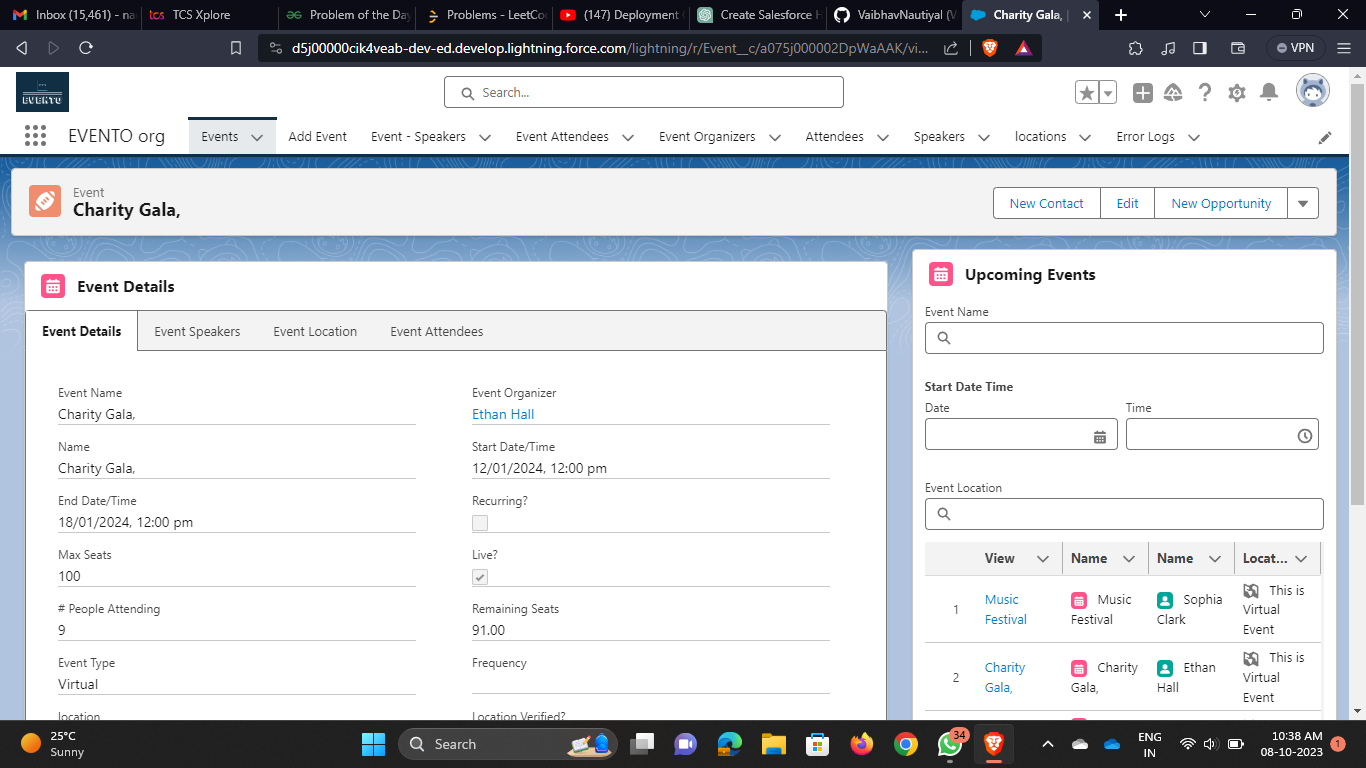 Inbox (15,461) - na
tcs TCS Xplore
Problem of the Day
Problems - LeetCo
(147) Deployment
Create Salesforce H
VaibhavNautiyal (V
Charity Gala, |
d5j00000cik4veab-dev-ed.develop.lightning.force.com/lightning/r/Event__c/a075j000002DpWaAAK/vi...
VPN
EVENTO
Search...
EVENTO org
Events
Add Event
Event - Speakers
Event Attendees
Event Organizers
Attendees
Speakers
locations
Error Logs
Event
Charity Gala,
New Contact
Edit
New Opportunity
Event Details
Event Details
Event Speakers
Event Location
Event Attendees
Event Name
Charity Gala,
Event Organizer
Ethan Hall
Name
Charity Gala,
Start Date/Time
12/01/2024, 12:00 pm
End Date/Time
18/01/2024, 12:00 pm
Recurring?
Max Seats
100
Live?
# People Attending
9
Remaining Seats
91.00
Event Type
Virtual
Frequency
location
Location Verified?
Upcoming Events
Event Name
Start Date Time
Date
Time
Event Location
View
Name
Name
Locat...
1
Music
Festival
Music
Festival
Sophia
Clark
This is
Virtual
Event
2
Charity
Gala,
Charity
Gala,
Ethan
Hall
This is
Virtual
Event
25°C
Sunny
Search
34
ENG
IN
10:38 AM
08-10-2023
1